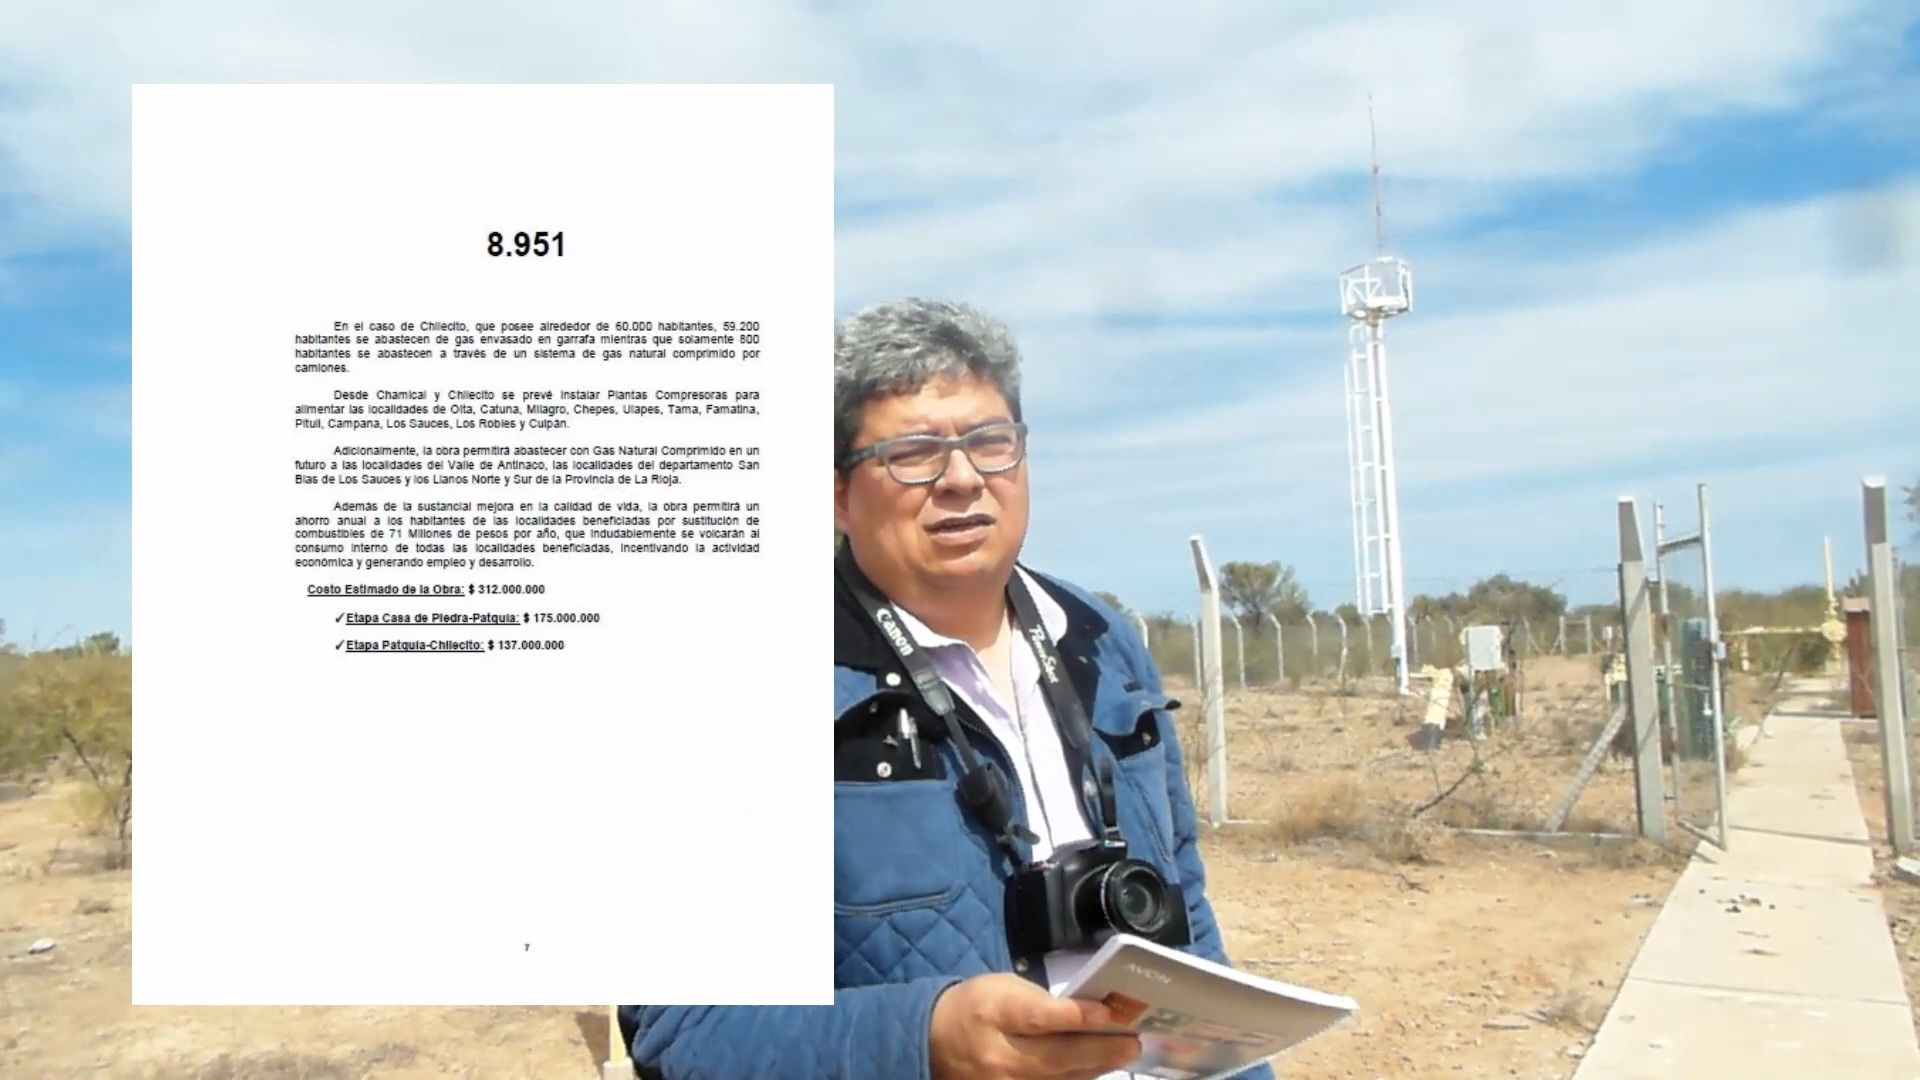 8.951
En el caso de Chilecito, que posee alrededor de 60.000 habitantes, 59.200
habitantes se abastecen de gas envasado en garrafa mientras que solamente 800
habitantes se abastecen a través de un sistema de gas natural comprimido por
camiones.
Desde Chamical y Chilecito se prevé instalar Plantas Compresoras para
alimentar las localidades de Olta, Catuna, Milagro, Chepes, Ulapes, Tama, Famatina,
Pituil, Campana, Los Sauces, Los Robles y Cuipán.
Adicionalmente, la obra permitirá abastecer con Gas Natural Comprimido en un
futuro a las localidades del Valle de Antinaco, las localidades del departamento San
Blas de Los Sauces y los Llanos Norte y Sur de la Provincia de La Rioja.
Además de la sustancial mejora en la calidad de vida, la obra permitirá un
ahorro anual a los habitantes de las localidades beneficiadas por sustitución de
combustibles de 71 Millones de pesos por año, que indudablemente se volcarán al
consumo interno de todas las localidades beneficiadas, incentivando la actividad
económica y generando empleo y desarrollo.
Costo Estimado de la Obra: $ 312.000.000
✓Etapa Casa de Piedra-Patquia: $ 175.000.000
✓Etapa Patquia-Chilecito: $ 137.000.000
7
Canon
PowerShot
AVON